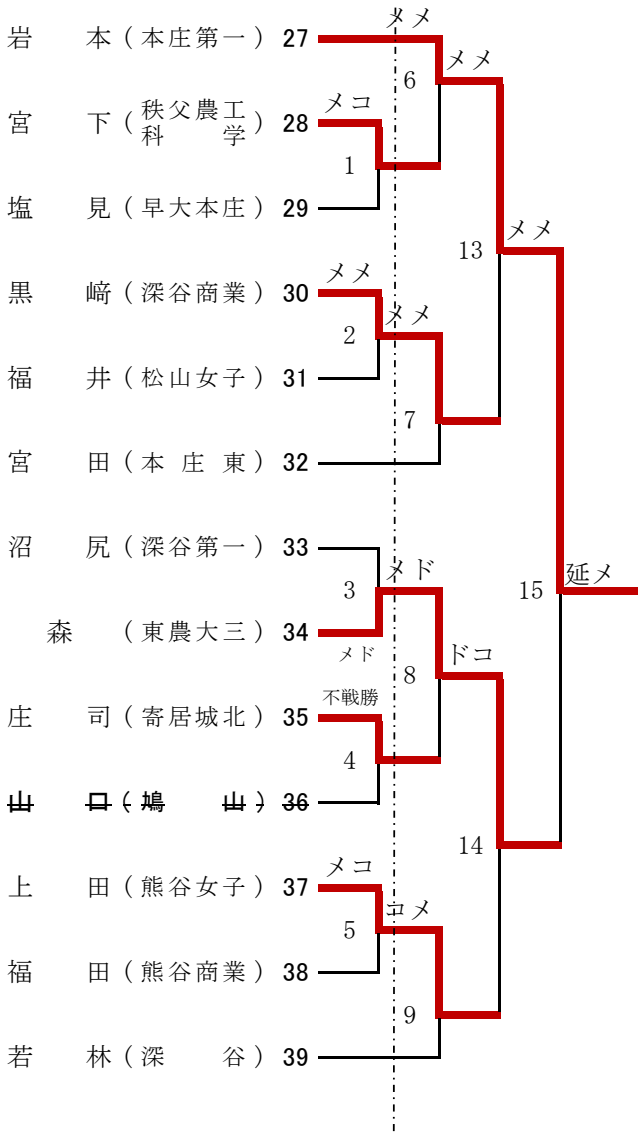 岩本(本庄第一) 27
メメ
メメ
6
宮下(秩父農工科学) 28
メコ
1
塩見(早大本庄) 29
メメ
13
黒﨑(深谷商業) 30
メメ
メメ
2
福井(松山女子) 31
7
宮田(本庄東) 32
沼尻(深谷第一) 33
メド
3
延メ
15
森(東農大三) 34
メド
ドコ
8
不戦勝
庄司(寄居城北) 35
4
山口(鳩山) 36
14
上田(熊谷女子) 37
メコ
コメ
5
福田(熊谷商業) 38
9
若林(深谷) 39